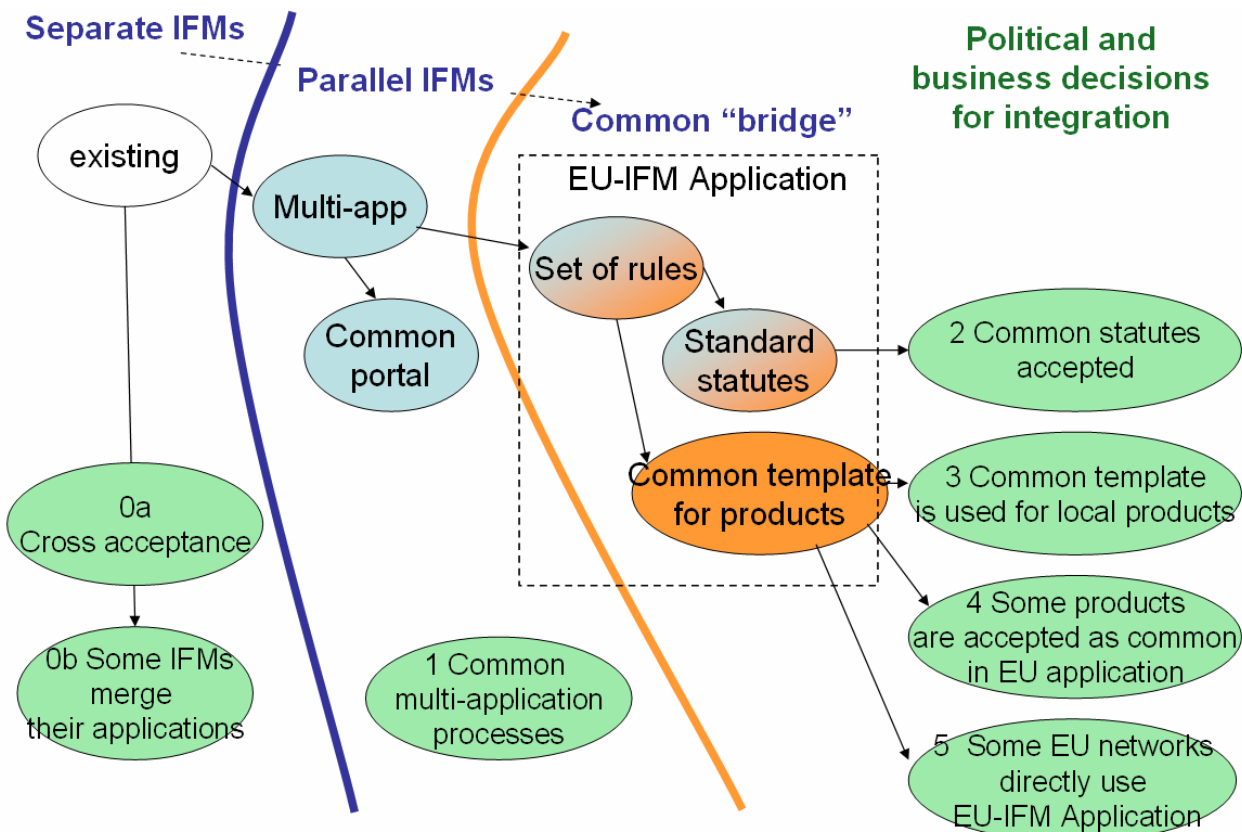 Separate IFMs
Parallel IFMs
Common “bridge”
Political and
business decisions
for integration
existing
Multi-app
Common
portal
EU-IFM Application
Set of rules
Standard
statutes
Common template
for products
2 Common statutes
accepted
3 Common template
is used for local products
4 Some products
are accepted as common
in EU application
5 Some EU networks
directly use
EU-IFM Application
0a
Cross acceptance
0b Some IFMs
merge
their applications
1 Common
multi-application
processes